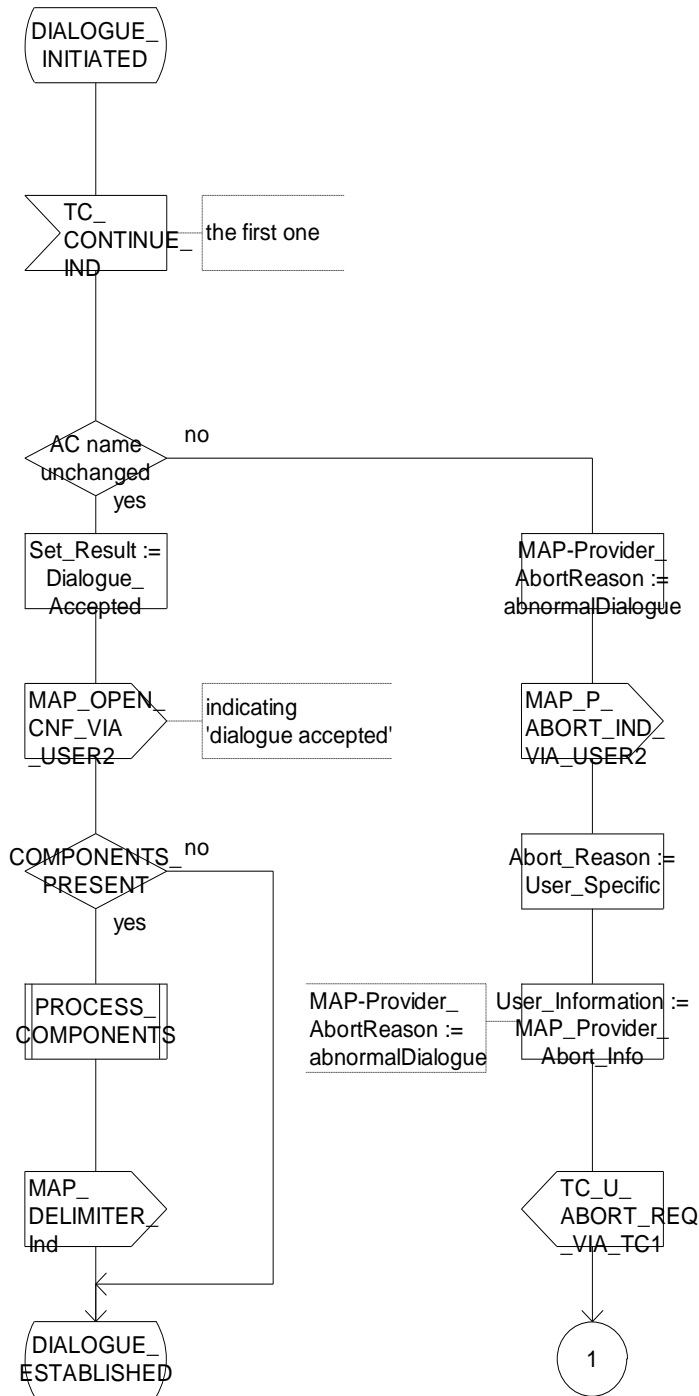 DIALOGUE_
INITIATED
TC_
CONTINUE_
IND
the first one
AC name
unchanged
no
yes
Set_Result :=
Dialogue_
Accepted
MAP_OPEN_
CNF_VIA
_USER2
indicating
'dialogue accepted'
COMPONENTS_
PRESENT
no
yes
PROCESS_
COMPONENTS
MAP_
DELIMITER_
Ind
DIALOGUE_
ESTABLISHED
MAP-Provider_
AbortReason :=
abnormalDialogue
MAP_P_
ABORT_IND_
VIA_USER2
Abort_Reason :=
User_Specific
User_Information :=
MAP_Provider_
Abort_Info
MAP-Provider_
AbortReason :=
abnormalDialogue
TC_U_
ABORT_REQ
_VIA_TC1
1